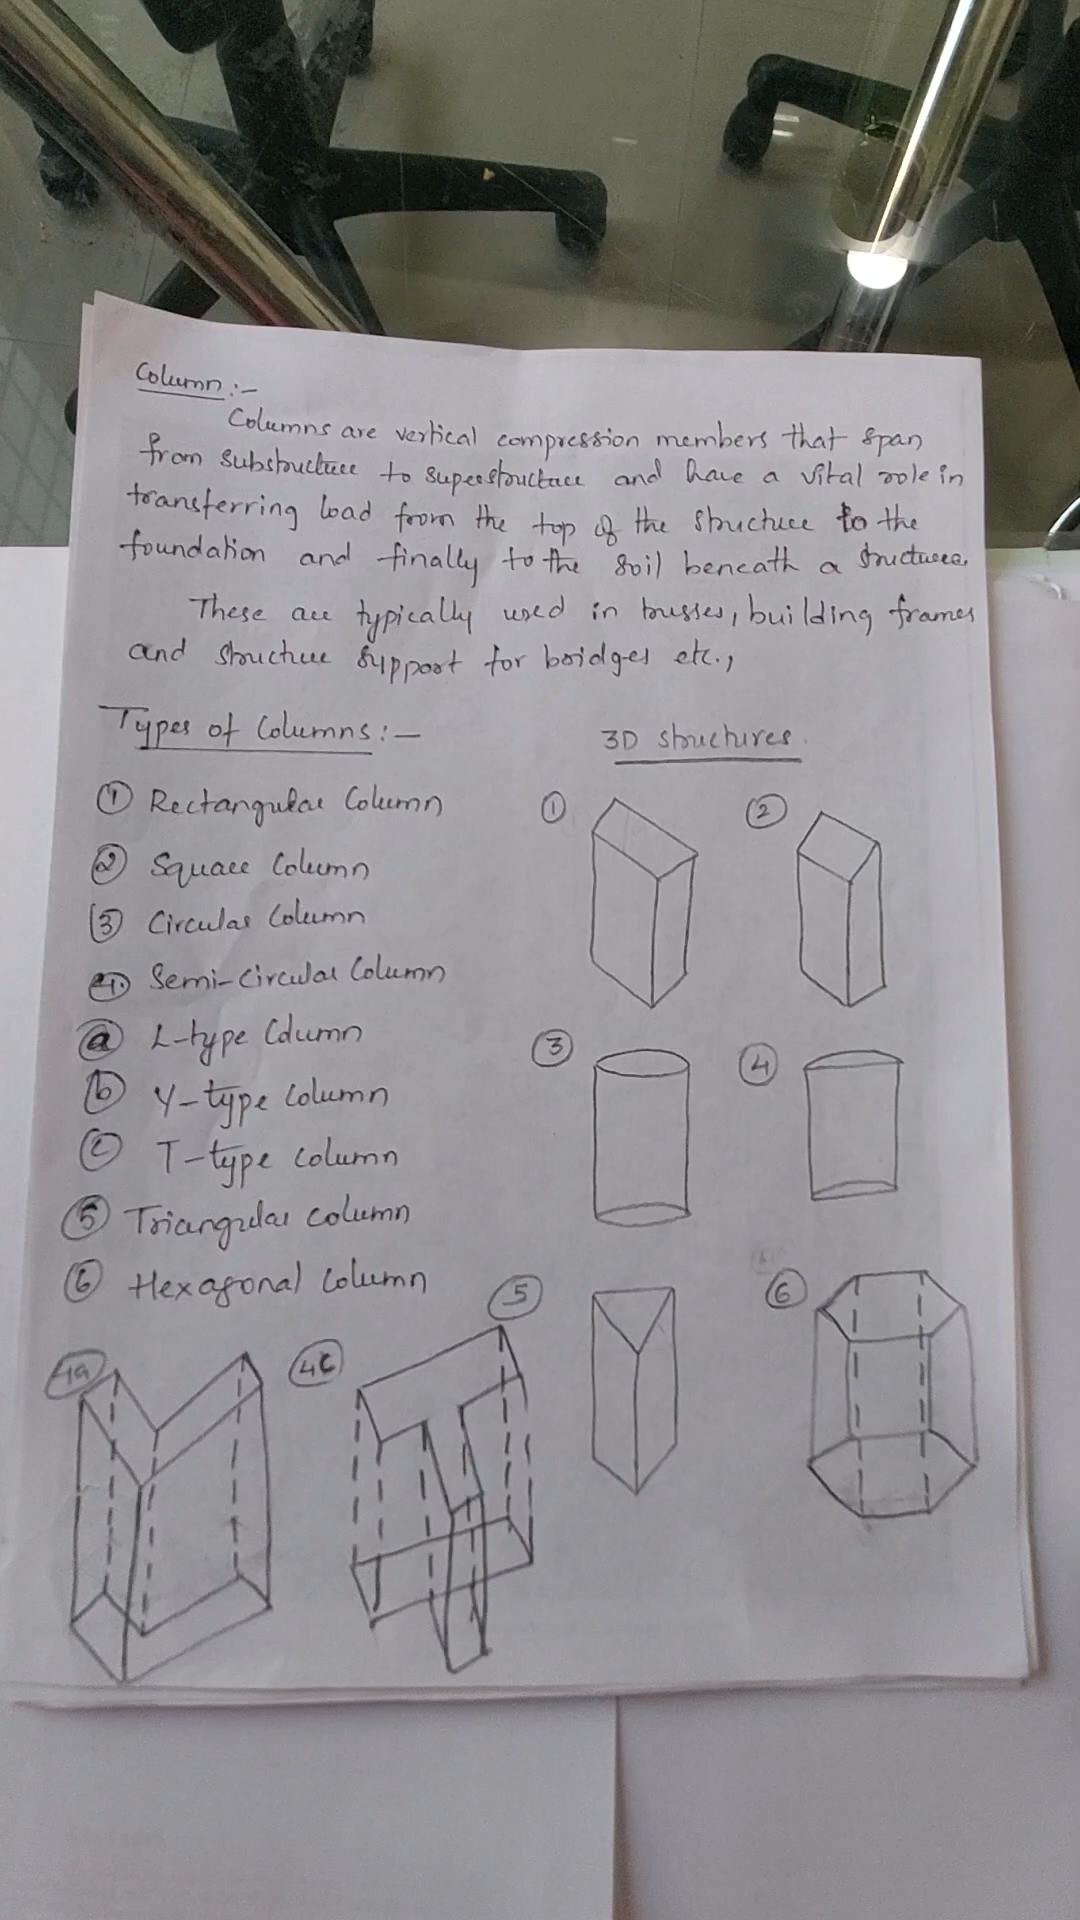 Column :-
Columns are vertical compression members that span
from substructure to superstructure and have a vital role in
transferring load from the top of the structure to the
foundation and finally to the soil beneath a structure.
These are typically used in trusses, building frames
and structure support for bridges etc.,
Types of Columns :-
3D structures.
① Rectangular Column
② Square Column
③ Circular Column
④ Semi-Circular Column
ⓐ L-type Column
ⓑ Y-type Column
ⓒ T-type Column
⑤ Triangular Column
⑥ Hexagonal Column
① ②
③ ④
⑤ ⑥
4a 4c